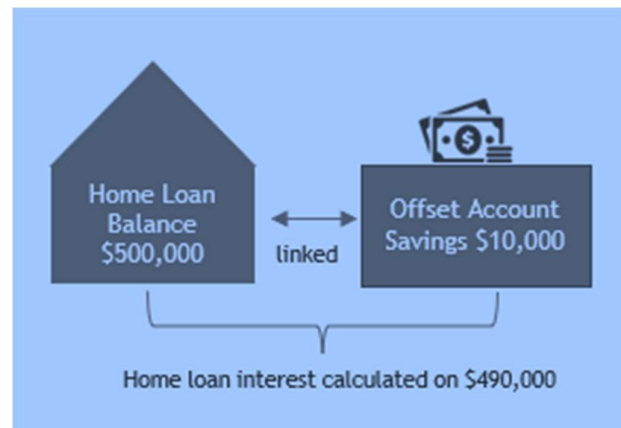 Home Loan
Balance
$500,000
linked
$
Offset Account
Savings $10,000
Home loan interest calculated on $490,000